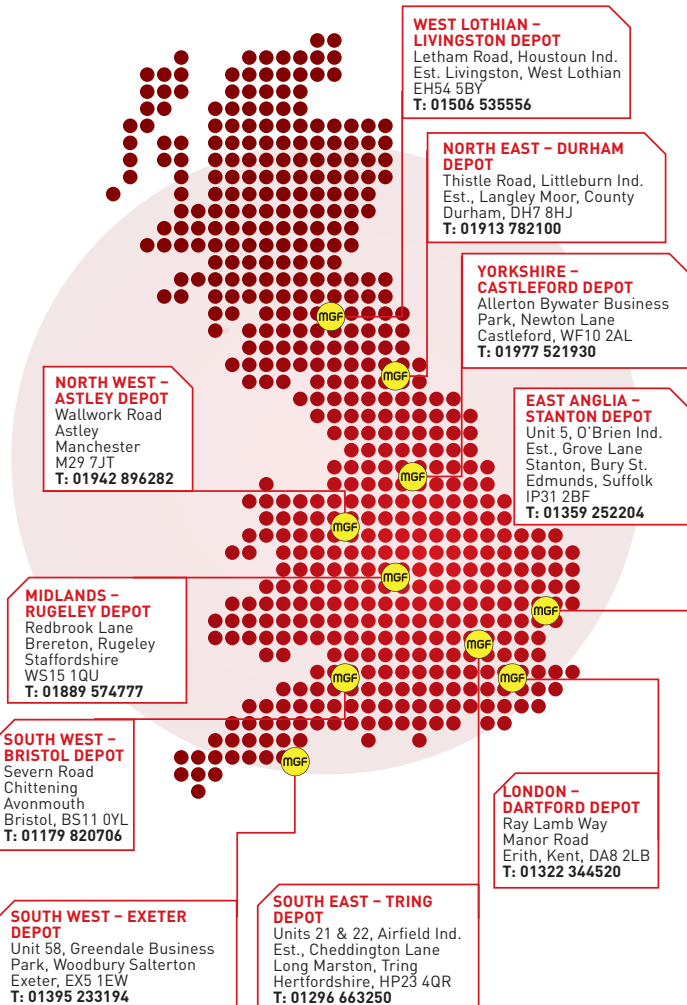 WEST LOTHIAN –
LIVINGSTON DEPOT
Letham Road, Houstoun Ind.
Est. Livingston, West Lothian
EH54 5BY
T: 01506 535556
NORTH EAST – DURHAM
DEPOT
Thistle Road, Littleburn Ind.
Est., Langley Moor, County
Durham, DH7 8HJ
T: 01913 782100
YORKSHIRE –
CASTLEFORD DEPOT
Allerton Bywater Business
Park, Newton Lane
Castleford, WF10 2AL
T: 01977 521930
MGF
MGF
NORTH WEST –
ASTLEY DEPOT
Wallwork Road
Astley
Manchester
M29 7JT
T: 01942 896282
EAST ANGLIA –
STANTON DEPOT
Unit 5, O'Brien Ind.
Est., Grove Lane
Stanton, Bury St.
Edmunds, Suffolk
IP31 2BF
T: 01359 252204
MGF
MGF
MGF
MGF
MIDLANDS –
RUGELEY DEPOT
Redbrook Lane
Brereton, Rugeley
Staffordshire
WS15 1QU
T: 01889 574777
MGF
MGF
MGF
SOUTH WEST –
BRISTOL DEPOT
Severn Road
Chittening
Avonmouth
Bristol, BS11 0YL
T: 01179 820706
MGF
LONDON –
DARTFORD DEPOT
Ray Lamb Way
Manor Road
Erith, Kent, DA8 2LB
T: 01322 344520
SOUTH WEST – EXETER
DEPOT
Unit 58, Greendale Business
Park, Woodbury Salterton
Exeter, EX5 1EW
T: 01395 233194
SOUTH EAST – TRING
DEPOT
Units 21 & 22, Airfield Ind.
Est., Cheddington Lane
Long Marston, Tring
Hertfordshire, HP23 4QR
T: 01296 663250